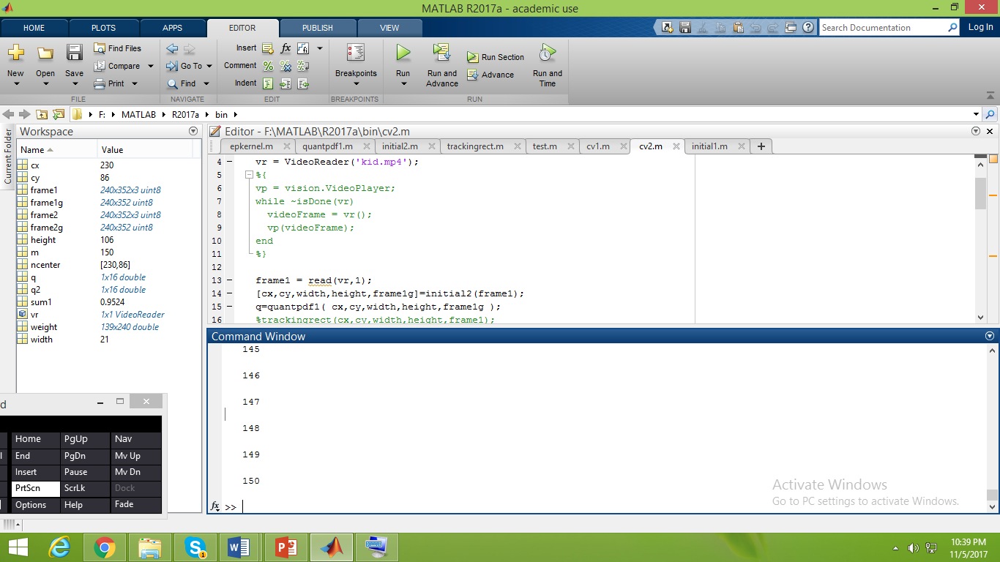 MATLAB R2017a - academic use
HOME PLOTS APPS EDITOR PUBLISH VIEW
Search Documentation
Log In
New
Open
Save
Find Files
Compare
Print
FILE
Go To
Find
NAVIGATE
Insert
fx
Comment
Indent
EDIT
Breakpoints
BREAKPOINTS
Run
Run and
Advance
Run Section
Advance
Run and
Time
RUN
F: MATLAB R2017a bin
Current Folder
Workspace
Name Value
cx 230
cy 86
frame1 240x352x3 uint8
frame1g 240x352 uint8
frame2 240x352x3 uint8
frame2g 240x352 uint8
height 106
m 150
ncenter [230,86]
q 1x16 double
q2 1x16 double
sum1 0.9524
vr 1x1 VideoReader
weight 139x240 double
width 21
Editor - F:\MATLAB\R2017a\bin\cv2.m
epkernel.m quantpdf1.m initial2.m trackingrect.m test.m cv1.m cv2.m initial1.m
4 – vr = VideoReader('kid.mp4');
5 %{
6 vp = vision.VideoPlayer;
7 while ~isDone(vr)
8 videoFrame = vr();
9 vp(videoFrame);
10 end
11 %}
12
13 – frame1 = read(vr,1);
14 – [cx,cy,width,height,frame1g]=initial2(frame1);
15 – q=quantpdf1( cx,cy,width,height,frame1g );
16 %trackingrect(cx,cy,width,height,frame1);
Command Window
145
146
147
148
149
150
fx >>
Activate Windows
Go to PC settings to activate Windows.
d
Home PgUp Nav
End PgDn Mv Up
Insert Pause Mv Dn
PrtScn ScrLk Dock
Options Help Fade
10:39 PM
11/5/2017